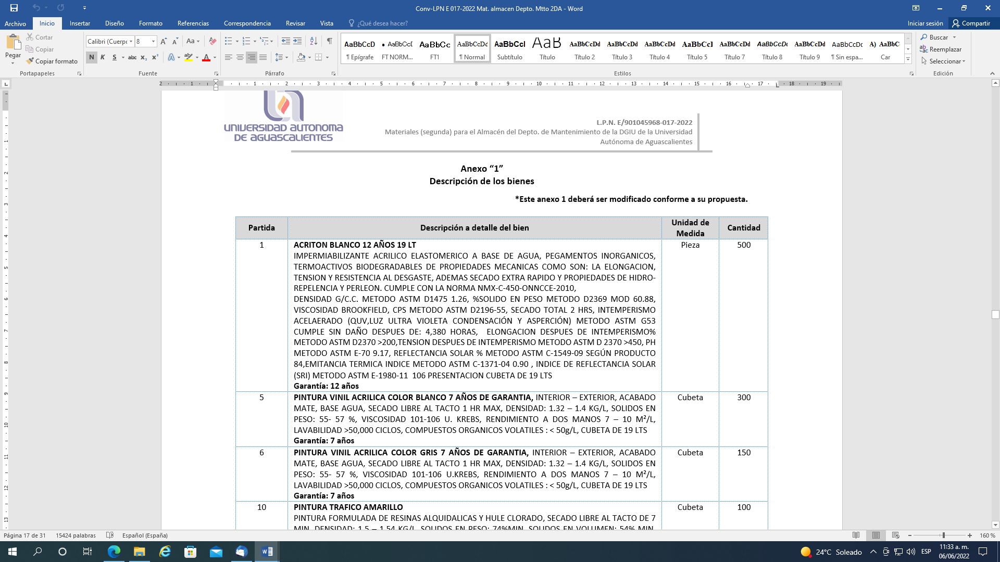 Conv-LPN E 017-2022 Mat. almacen Depto. Mtto 2DA - Word
Archivo
Inicio
Insertar
Diseño
Formato
Referencias
Correspondencia
Revisar
Vista
¿Qué desea hacer?
Iniciar sesión
Compartir
Pegar
Cortar
Copiar
Copiar formato
Portapapeles
Calibri (Cuerpo
8
Aa
N K S abc x₂ x²
Fuente
Párrafo
AaBbCcD
¶ Epígrafe
AaBbCcD
FT NORM...
AaBbCc
FT1
AaBbCcDd
¶ Normal
AaBbCcl
Subtítulo
AaB
Título
AaBbCcDd
Título 2
AaBbCcDd
Título 3
AaBbCcDd
Título 4
AaBbCcI
Título 5
AaBbCcDd
Título 7
AaBbCcDc
Título 8
AaBbCcDd
Título 9
AaBbCcDc
¶ Sin espa...
A) AaBbC
Car
Estilos
Buscar
Reemplazar
Seleccionar
Edición
2 1 1 2 3 4 5 6 7 8 9 10 11 12 13 14 15 16 17 18 19
UNIVERSIDAD AUTONOMA
DE AGUASCALIENTES
L.P.N. E/901045968-017-2022
Materiales (segunda) para el Almacén del Depto. de Mantenimiento de la DGIU de la Universidad
Autónoma de Aguascalientes
Anexo “1”
Descripción de los bienes
*Este anexo 1 deberá ser modificado conforme a su propuesta.
Partida Descripción a detalle del bien Unidad de Medida Cantidad
1 ACRITON BLANCO 12 AÑOS 19 LT Pieza 500
IMPERMIABILIZANTE ACRILICO ELASTOMERICO A BASE DE AGUA, PEGAMENTOS INORGANICOS,
TERMOACTIVOS BIODEGRADABLES DE PROPIEDADES MECANICAS COMO SON: LA ELONGACION,
TENSION Y RESISTENCIA AL DESGASTE, ADEMAS SECADO EXTRA RAPIDO Y PROPIEDADES DE HIDRO-
REPELENCIA Y PERLEON. CUMPLE CON LA NORMA NMX-C-450-ONNCCE-2010,
DENSIDAD G/C.C. METODO ASTM D1475 1.26, %SOLIDO EN PESO METODO D2369 MOD 60.88,
VISCOSIDAD BROOKFIELD, CPS METODO ASTM D2196-55, SECADO TOTAL 2 HRS, INTEMPERISMO
ACELAERADO (QUV,LUZ ULTRA VIOLETA CONDENSACIÓN Y ASPERCIÓN) METODO ASTM G53
CUMPLE SIN DAÑO DESPUES DE: 4,380 HORAS, ELONGACION DESPUES DE INTEMPERISMO%
METODO ASTM D2370 >200,TENSION DESPUES DE INTEMPERISMO METODO ASTM D 2370 >450, PH
METODO ASTM E-70 9.17, REFLECTANCIA SOLAR % METODO ASTM C-1549-09 SEGÚN PRODUCTO
84,EMITANCIA TERMICA INDICE METODO ASTM C-1371-04 0.90 , INDICE DE REFLECTANCIA SOLAR
(SRI) METODO ASTM E-1980-11 106 PRESENTACION CUBETA DE 19 LTS
Garantía: 12 años
5 PINTURA VINIL ACRILICA COLOR BLANCO 7 AÑOS DE GARANTIA, INTERIOR – EXTERIOR, ACABADO Cubeta 300
MATE, BASE AGUA, SECADO LIBRE AL TACTO 1 HR MAX, DENSIDAD: 1.32 – 1.4 KG/L, SOLIDOS EN
PESO: 55- 57 %, VISCOSIDAD 101-106 U. KREBS, RENDIMIENTO A DOS MANOS 7 – 10 M²/L,
LAVABILIDAD >50,000 CICLOS, COMPUESTOS ORGANICOS VOLATILES : < 50g/L, CUBETA DE 19 LTS
Garantía: 7 años
6 PINTURA VINIL ACRILICA COLOR GRIS 7 AÑOS DE GARANTIA, INTERIOR – EXTERIOR, ACABADO Cubeta 150
MATE, BASE AGUA, SECADO LIBRE AL TACTO 1 HR MAX, DENSIDAD: 1.32 – 1.4 KG/L, SOLIDOS EN
PESO: 55- 57 %, VISCOSIDAD 101-106 U.KREBS, RENDIMIENTO A DOS MANOS 7 – 10 M²/L,
LAVABILIDAD >50,000 CICLOS, COMPUESTOS ORGANICOS VOLATILES : < 50g/L, CUBETA DE 19 LTS
Garantía: 7 años
10 PINTURA TRAFICO AMARILLO Cubeta 100
PINTURA FORMULADA DE RESINAS ALQUIDALICAS Y HULE CLORADO, SECADO LIBRE AL TACTO DE 7
MIN, DENSIDAD: 1.5 – 1.54 KG/L, SOLIDOS EN PESO: 74%MIN, SOLIDOS EN VOLUMEN: 54% MIN,
Página 17 de 31
15424 palabras
Español (España)
160 %
24°C Soleado
ESP
11:33 a. m.
06/06/2022